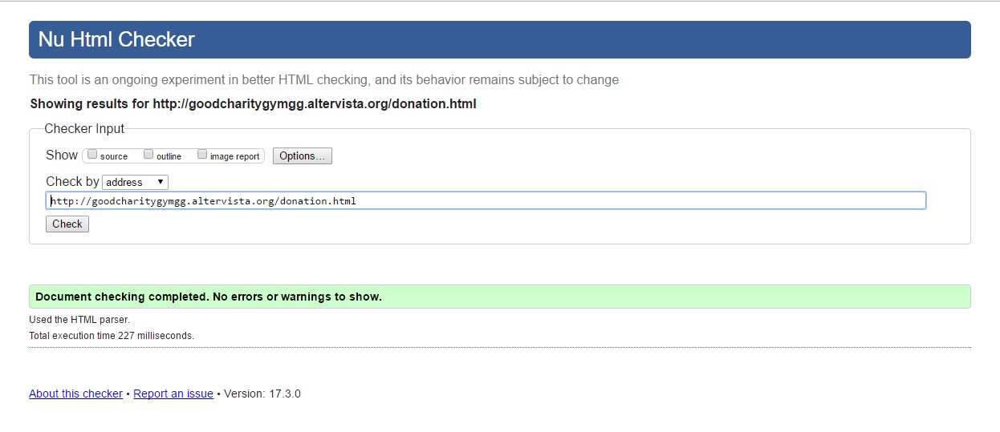 Nu Html Checker
This tool is an ongoing experiment in better HTML checking, and its behavior remains subject to change
Showing results for http://goodcharitygymgg.altervista.org/donation.html
Checker Input
Show source outline image report Options...
Check by address
http://goodcharitygymgg.altervista.org/donation.html
Check
Document checking completed. No errors or warnings to show.
Used the HTML parser.
Total execution time 227 milliseconds.
About this checker • Report an issue • Version: 17.3.0